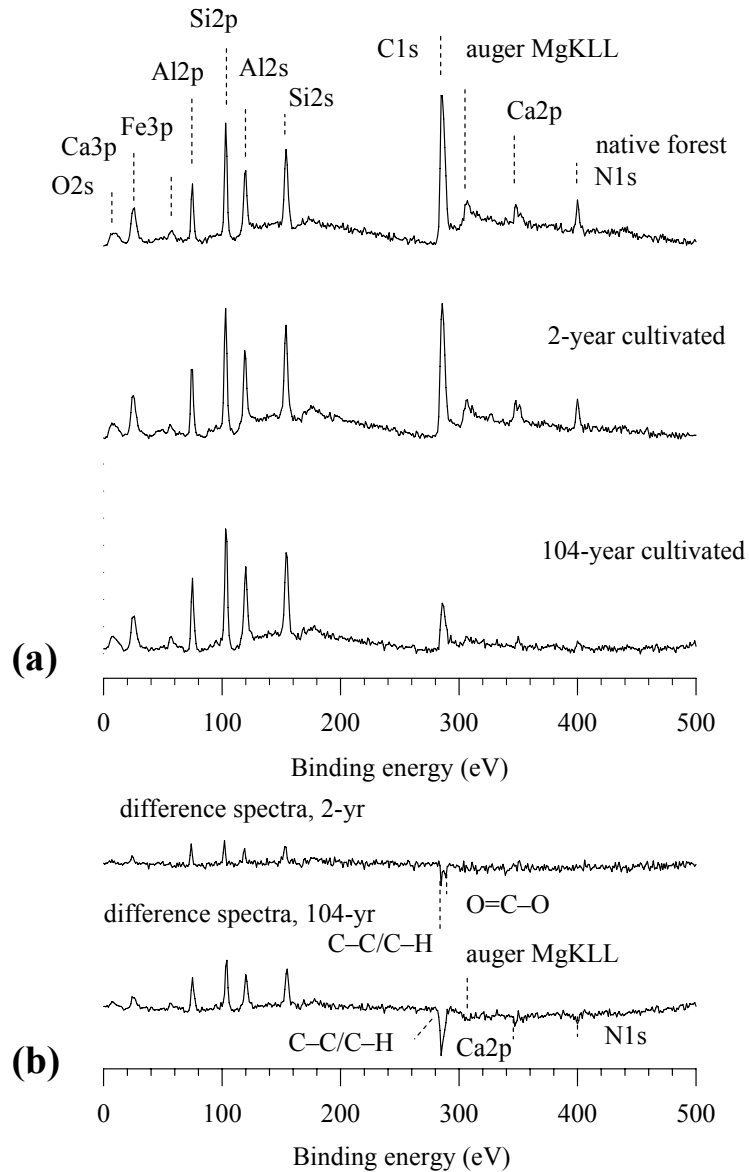 Si2p
C1s
auger MgKLL
Al2p
Al2s
Si2s
Ca2p
Fe3p
Ca3p
native forest
O2s
N1s
2-year cultivated
104-year cultivated
(a)
0 100 200 300 400 500
Binding energy (eV)
difference spectra, 2-yr
O=C–O
difference spectra, 104-yr
C–C/C–H
auger MgKLL
C–C/C–H
Ca2p
N1s
(b)
0 100 200 300 400 500
Binding energy (eV)